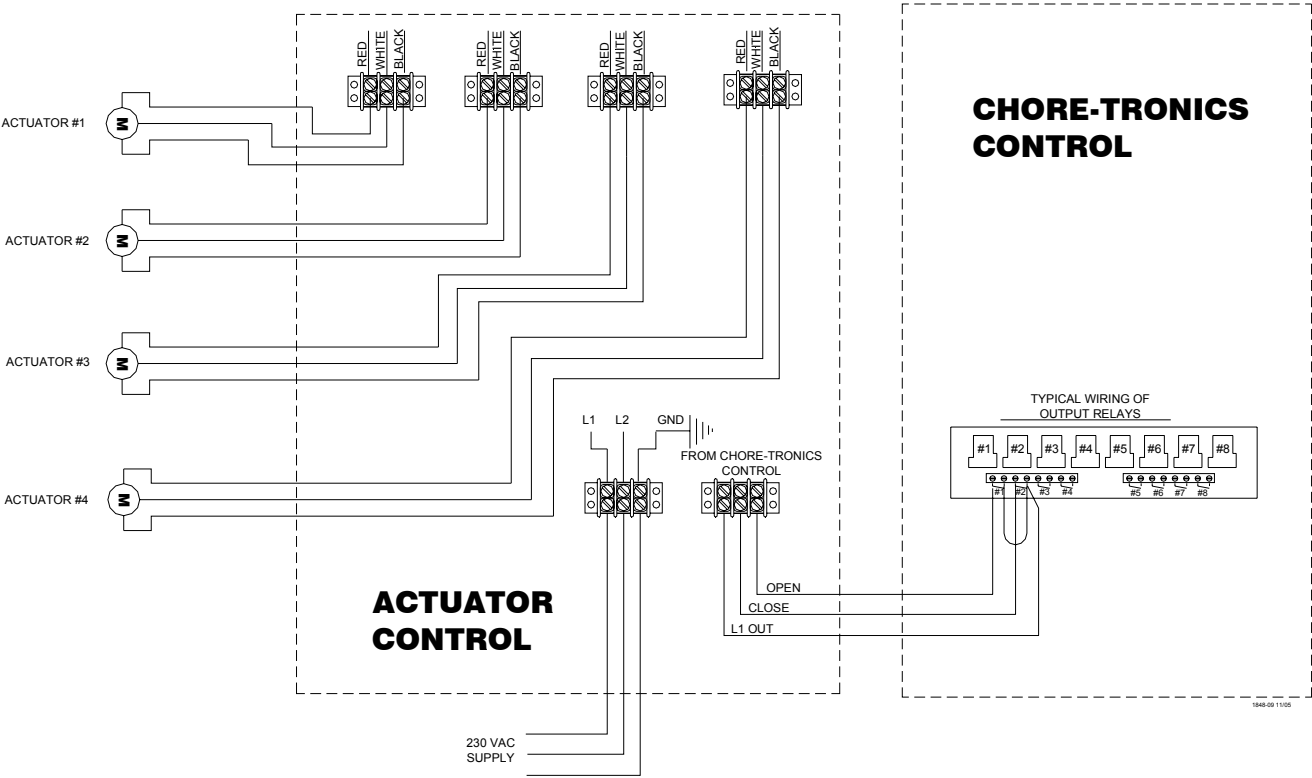 RED
WHITE
BLACK
RED
WHITE
BLACK
RED
WHITE
BLACK
RED
WHITE
BLACK
CHORE-TRONICS
CONTROL
ACTUATOR #1
M
ACTUATOR #2
M
ACTUATOR #3
M
ACTUATOR #4
M
L1
L2
GND
FROM CHORE-TRONICS
CONTROL
TYPICAL WIRING OF
OUTPUT RELAYS
#1
#2
#3
#4
#5
#6
#7
#8
#1
#2
#3
#4
#5
#6
#7
#8
OPEN
CLOSE
L1 OUT
ACTUATOR
CONTROL
230 VAC
SUPPLY
1848-09 11/05